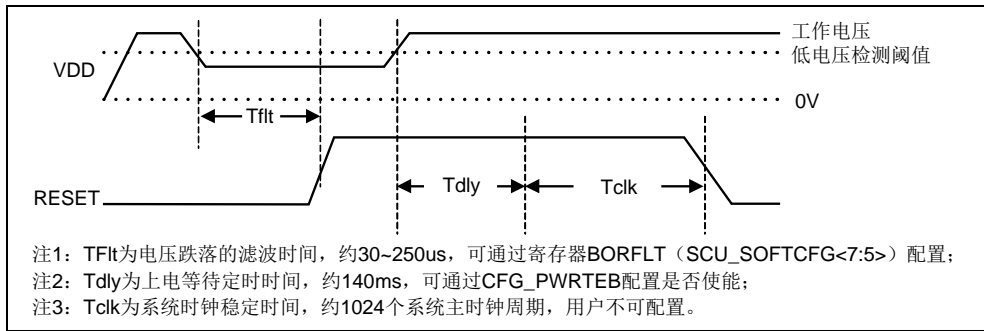 工作电压
低电压检测阈值
VDD
0V
Tflt
Tdly
Tclk
RESET
注1：TFlt为电压跌落的滤波时间，约30~250us，可通过寄存器BORFLT（SCU_SOFTCFG<7:5>）配置；
注2：Tdly为上电等待定时时间，约140ms，可通过CFG_PWRTEB配置是否使能；
注3：Tclk为系统时钟稳定时间，约1024个系统主时钟周期，用户不可配置。